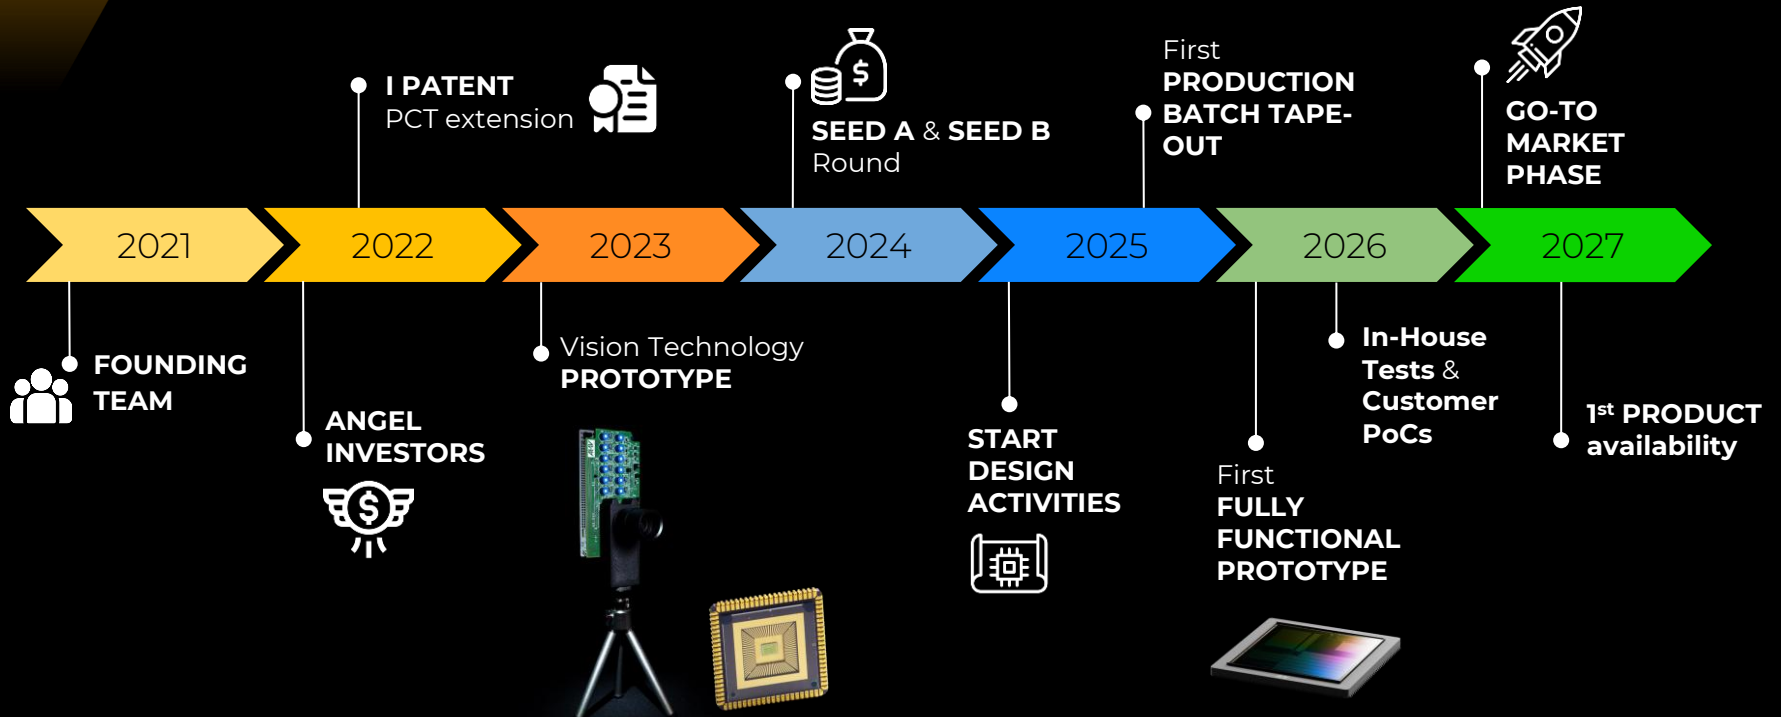 I PATENT
PCT extension
$
SEED A & SEED B
Round
First
PRODUCTION
BATCH TAPE-
OUT
GO-TO
MARKET
PHASE
2021
2022
2023
2024
2025
2026
2027
FOUNDING
TEAM
ANGEL
INVESTORS
$
Vision Technology
PROTOTYPE
START
DESIGN
ACTIVITIES
First
FULLY
FUNCTIONAL
PROTOTYPE
In-House
Tests &
Customer
PoCs
1st PRODUCT
availability